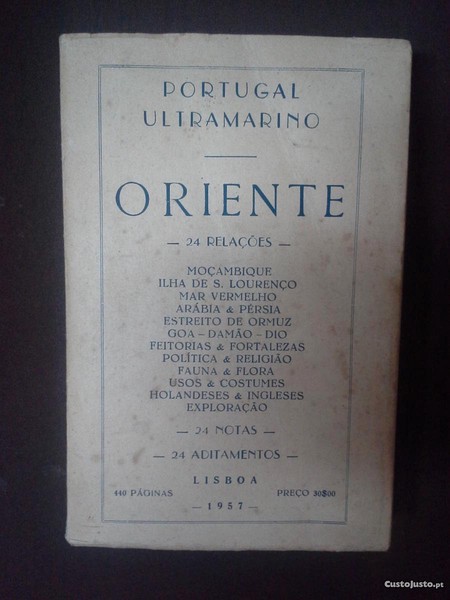 PORTUGAL
ULTRAMARINO
ORIENTE
— 24 RELAÇÕES —
MOÇAMBIQUE
ILHA DE S. LOURENÇO
MAR VERMELHO
ARÁBIA & PÉRSIA
ESTREITO DE ORMUZ
GOA – DAMÃO – DIO
FEITORIAS & FORTALEZAS
POLÍTICA & RELIGIÃO
FAUNA & FLORA
USOS & COSTUMES
HOLANDESES & INGLESES
EXPLORAÇÃO
— 24 NOTAS —
— 24 ADITAMENTOS —
LISBOA
440 PÁGINAS PREÇO 30$00
— 1957 —
CustoJusto.pt